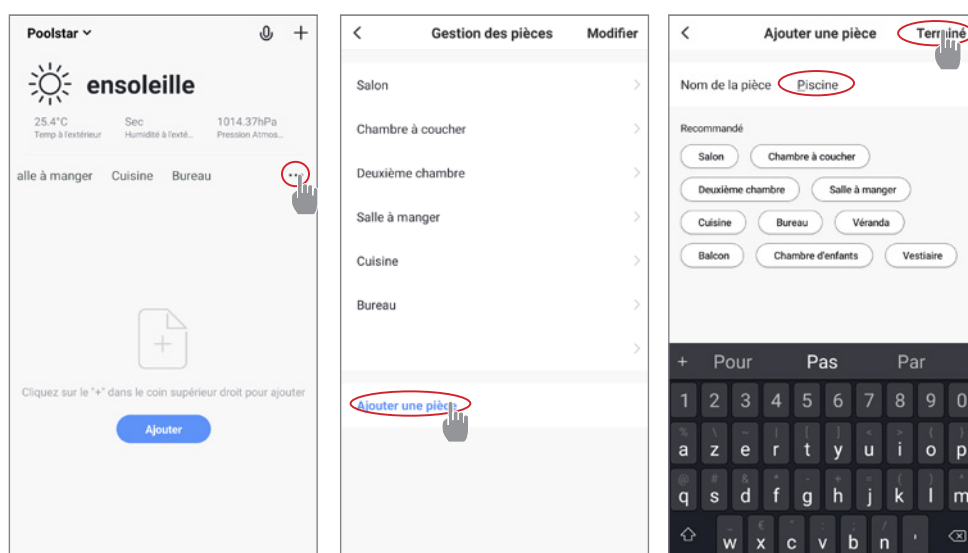 Poolstar
+
ensoleille
25.4°C Sec 1014.37hPa
Temp à l'extérieur Humidité à l'exté... Pression Atmos...
alle à manger Cuisine Bureau ...
Cliquez sur le "+" dans le coin supérieur droit pour ajouter
Ajouter
Gestion des pièces Modifier
Salon
Chambre à coucher
Deuxième chambre
Salle à manger
Cuisine
Bureau
Ajouter une pièce
Ajouter une pièce Terminé
Nom de la pièce Piscine
Recommandé
Salon Chambre à coucher
Deuxième chambre Salle à manger
Cuisine Bureau Véranda
Balcon Chambre d'enfants Vestiaire
+ Pour Pas Par
1 2 3 4 5 6 7 8 9 0
a z e r t y u i o p
q s d f g h j k l m
w x c v b n '